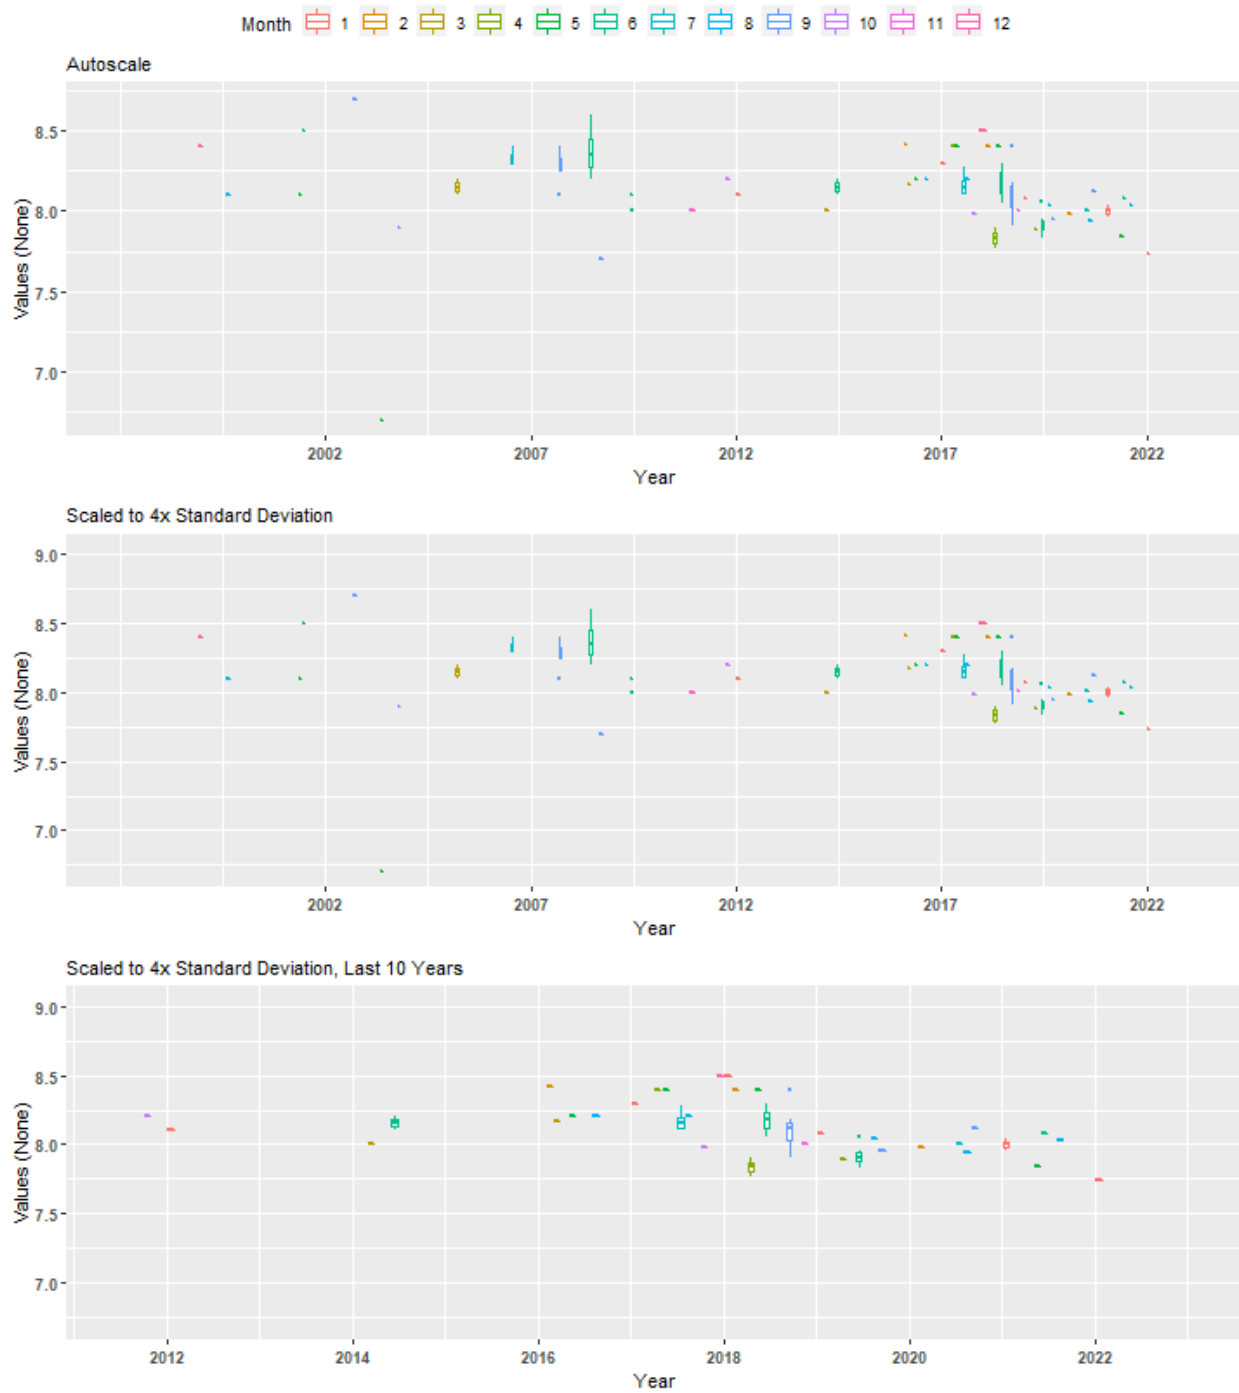 Month 1 2 3 4 5 6 7 8 9 10 11 12
Autoscale
Values (None)
8.5
8.0
7.5
7.0
2002 2007 2012 2017 2022
Year
Scaled to 4x Standard Deviation
Values (None)
9.0
8.5
8.0
7.5
7.0
2002 2007 2012 2017 2022
Year
Scaled to 4x Standard Deviation, Last 10 Years
Values (None)
9.0
8.5
8.0
7.5
7.0
2012 2014 2016 2018 2020 2022
Year